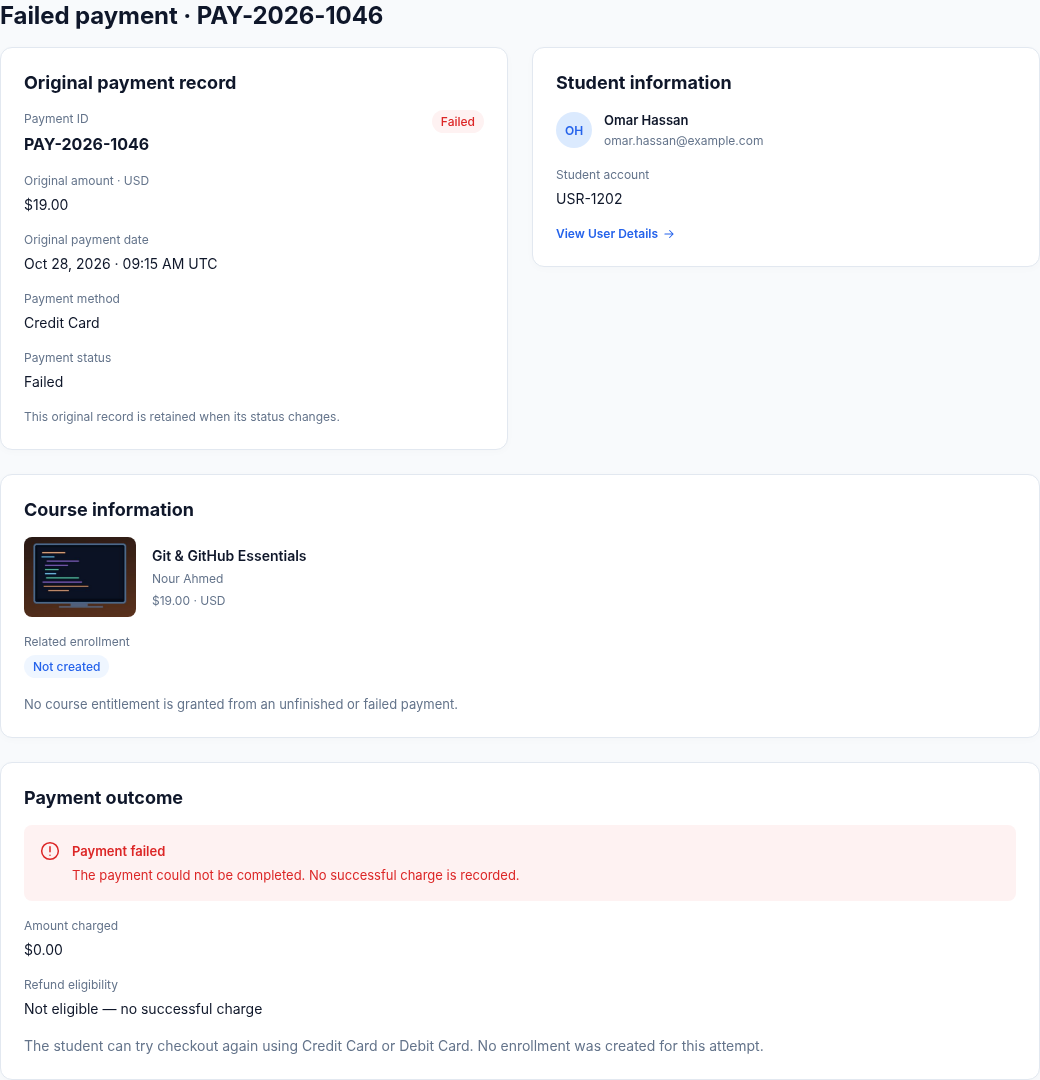 Failed payment · PAY-2026-1046
Original payment record
Payment ID
Failed
PAY-2026-1046
Original amount · USD
$19.00
Original payment date
Oct 28, 2026 · 09:15 AM UTC
Payment method
Credit Card
Payment status
Failed
This original record is retained when its status changes.
Student information
OH
Omar Hassan
omar.hassan@example.com
Student account
USR-1202
View User Details →
Course information
Git & GitHub Essentials
Nour Ahmed
$19.00 · USD
Related enrollment
Not created
No course entitlement is granted from an unfinished or failed payment.
Payment outcome
Payment failed
The payment could not be completed. No successful charge is recorded.
Amount charged
$0.00
Refund eligibility
Not eligible — no successful charge
The student can try checkout again using Credit Card or Debit Card. No enrollment was created for this attempt.